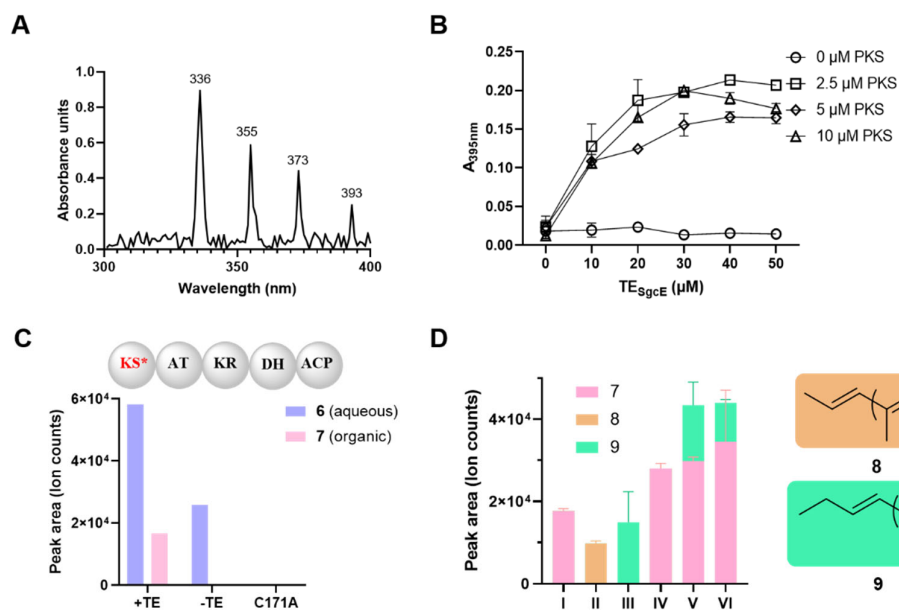 A
Absorbance units
1.0
0.8
0.6
0.4
0.2
0.0
336
355
373
393
300
350
400
Wavelength (nm)
B
A395nm
0.25
0.20
0.15
0.10
0.05
0.00
0
10
20
30
40
50
TESgcE (µM)
0 µM PKS
2.5 µM PKS
5 µM PKS
10 µM PKS
C
KS* AT KR DH ACP
Peak area (Ion counts)
6×10⁴
4×10⁴
2×10⁴
0
6 (aqueous)
7 (organic)
+TE
-TE
C171A
D
Peak area (Ion counts)
4×10⁴
2×10⁴
0
7
8
9
I
II
III
IV
V
VI
8
9